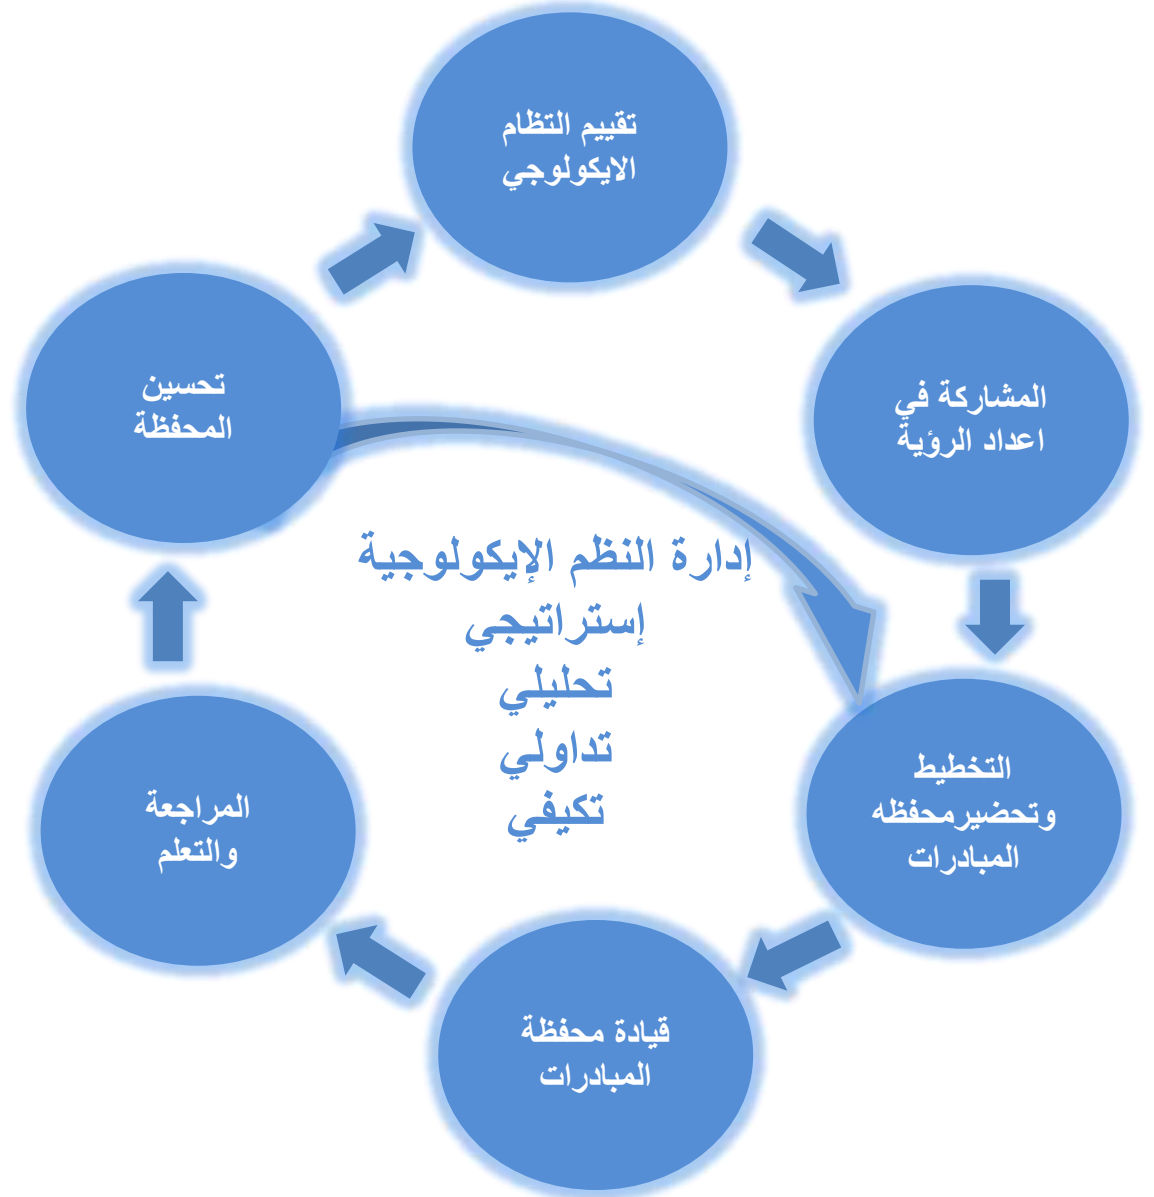 تقييم التظام
الايكولوجي
المشاركة في
اعداد الرؤية
التخطيط
وتحضيرمحفظه
المبادرات
قيادة محفظة
المبادرات
المراجعة
والتعلم
تحسين
المحفظة
إدارة النظم الإيكولوجية
إستراتيجي
تحليلي
تداولي
تكيفي